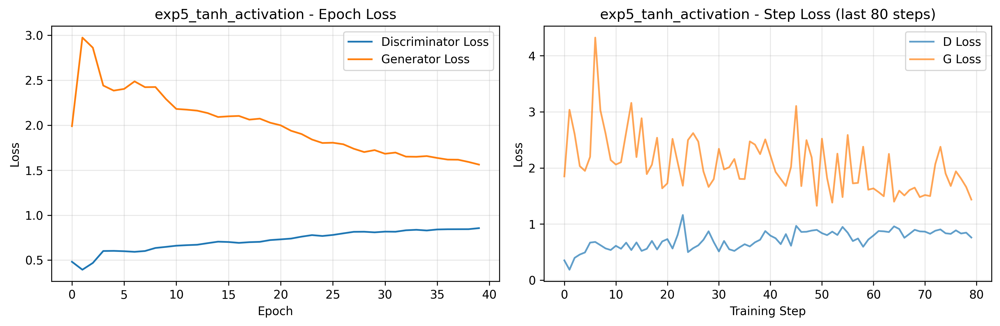 exp5_tanh_activation - Epoch Loss
Loss
3.0
2.5
2.0
1.5
1.0
0.5
Discriminator Loss
Generator Loss
0 5 10 15 20 25 30 35 40
Epoch
exp5_tanh_activation - Step Loss (last 80 steps)
Loss
4
3
2
1
0
D Loss
G Loss
0 10 20 30 40 50 60 70 80
Training Step